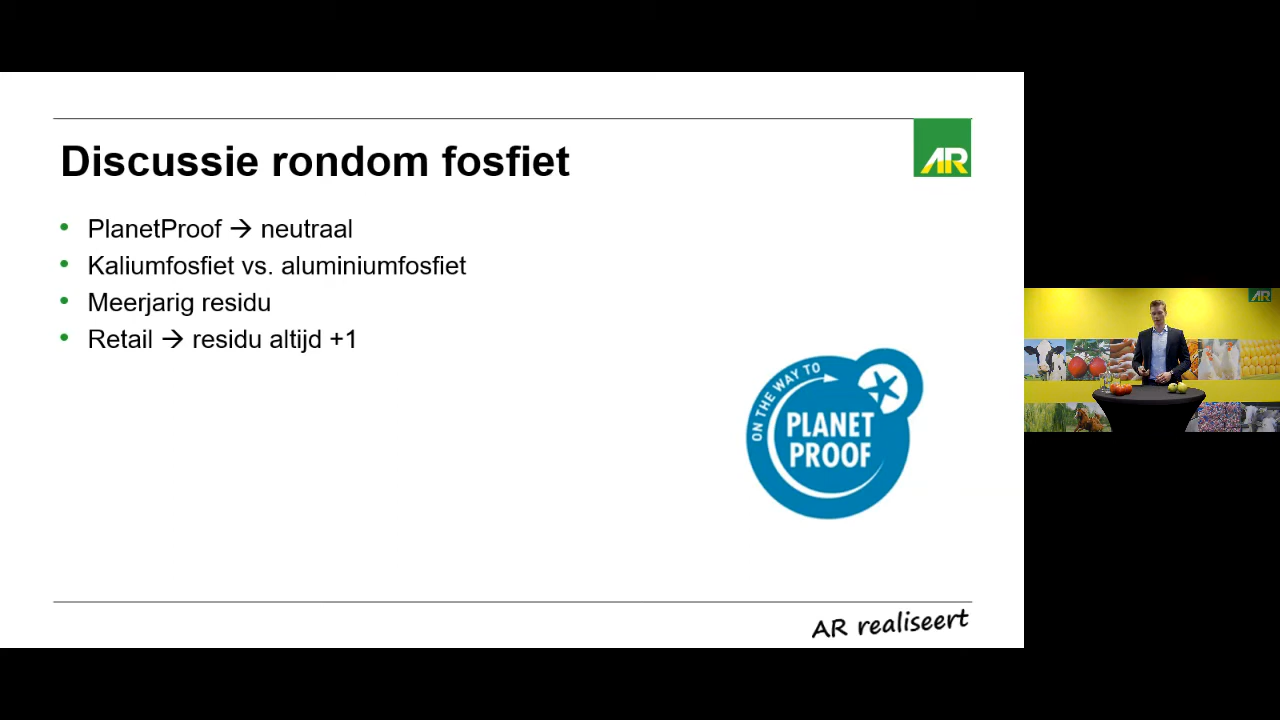 Discussie rondom fosfiet
AR
• PlanetProof → neutraal
• Kaliumfosfiet vs. aluminiumfosfiet
• Meerjarig residu
• Retail → residu altijd +1
ON THE WAY TO
PLANET
PROOF
AR realiseert
AR